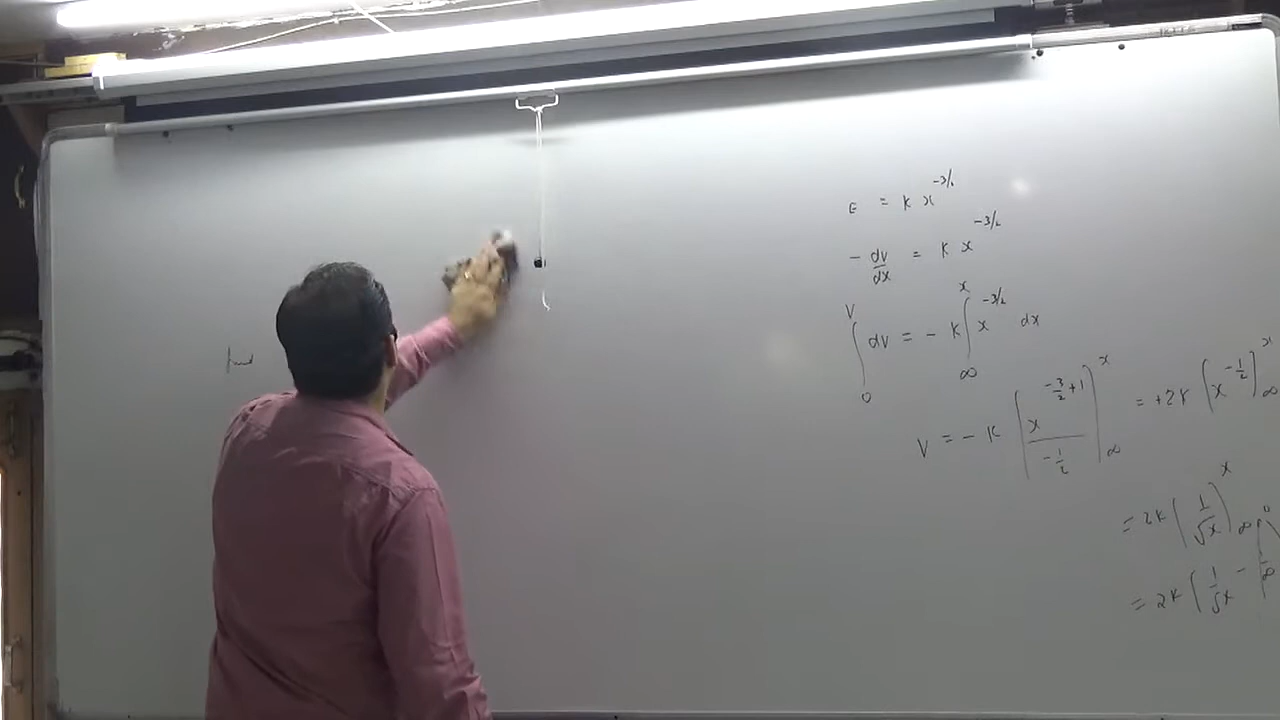 E = k x^{-3/2}
- dv/dx = k x^{-3/2}
∫_0^V dv = - k ∫_∞^x x^{-3/2} dx
V = - k [x^{-3/2+1} / -1/2]_∞^x = +2k [x^{-1/2}]_∞^x
= 2k (1/√x)_∞^x
= 2k (1/√x - 1/∞